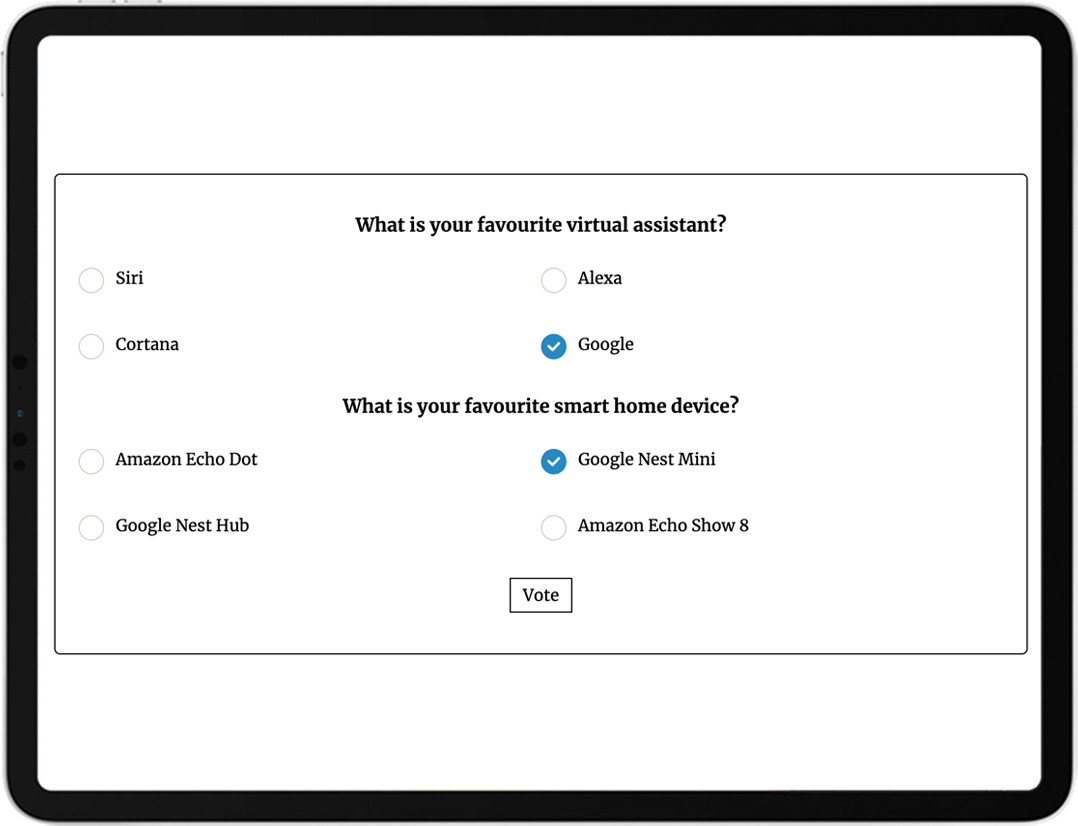 What is your favourite virtual assistant?
Siri
Alexa
Cortana
Google
What is your favourite smart home device?
Amazon Echo Dot
Google Nest Mini
Google Nest Hub
Amazon Echo Show 8
Vote